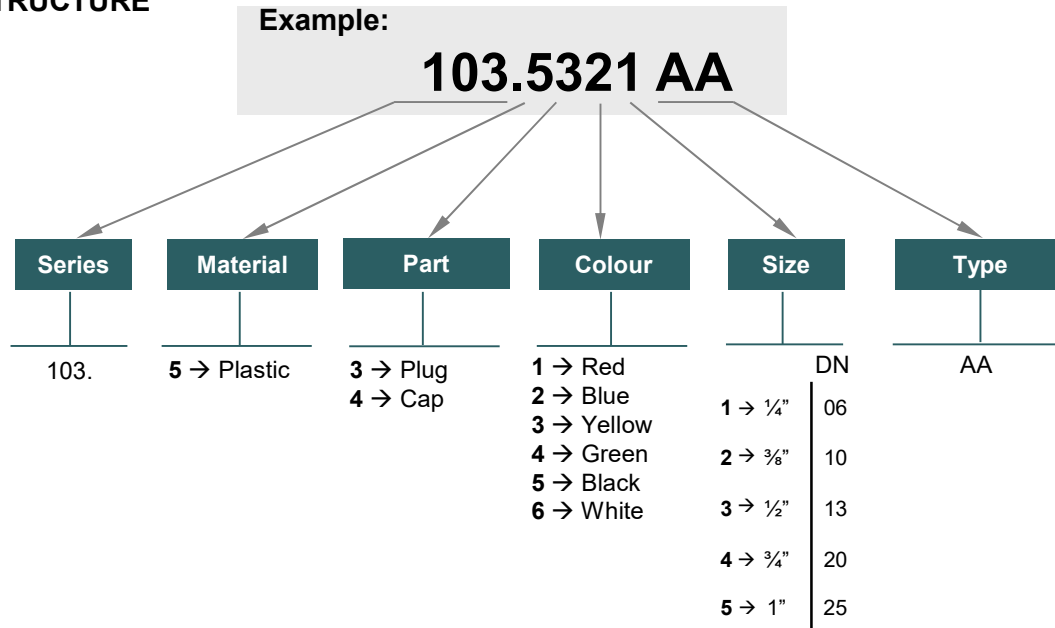 TRUCTURE
Example:
103.5321 AA
Series Material Part Colour Size Type
103.
5 → Plastic
3 → Plug
4 → Cap
1 → Red
2 → Blue
3 → Yellow
4 → Green
5 → Black
6 → White
DN
1 → ¼” 06
2 → ⅜” 10
3 → ½” 13
4 → ¾” 20
5 → 1” 25
AA